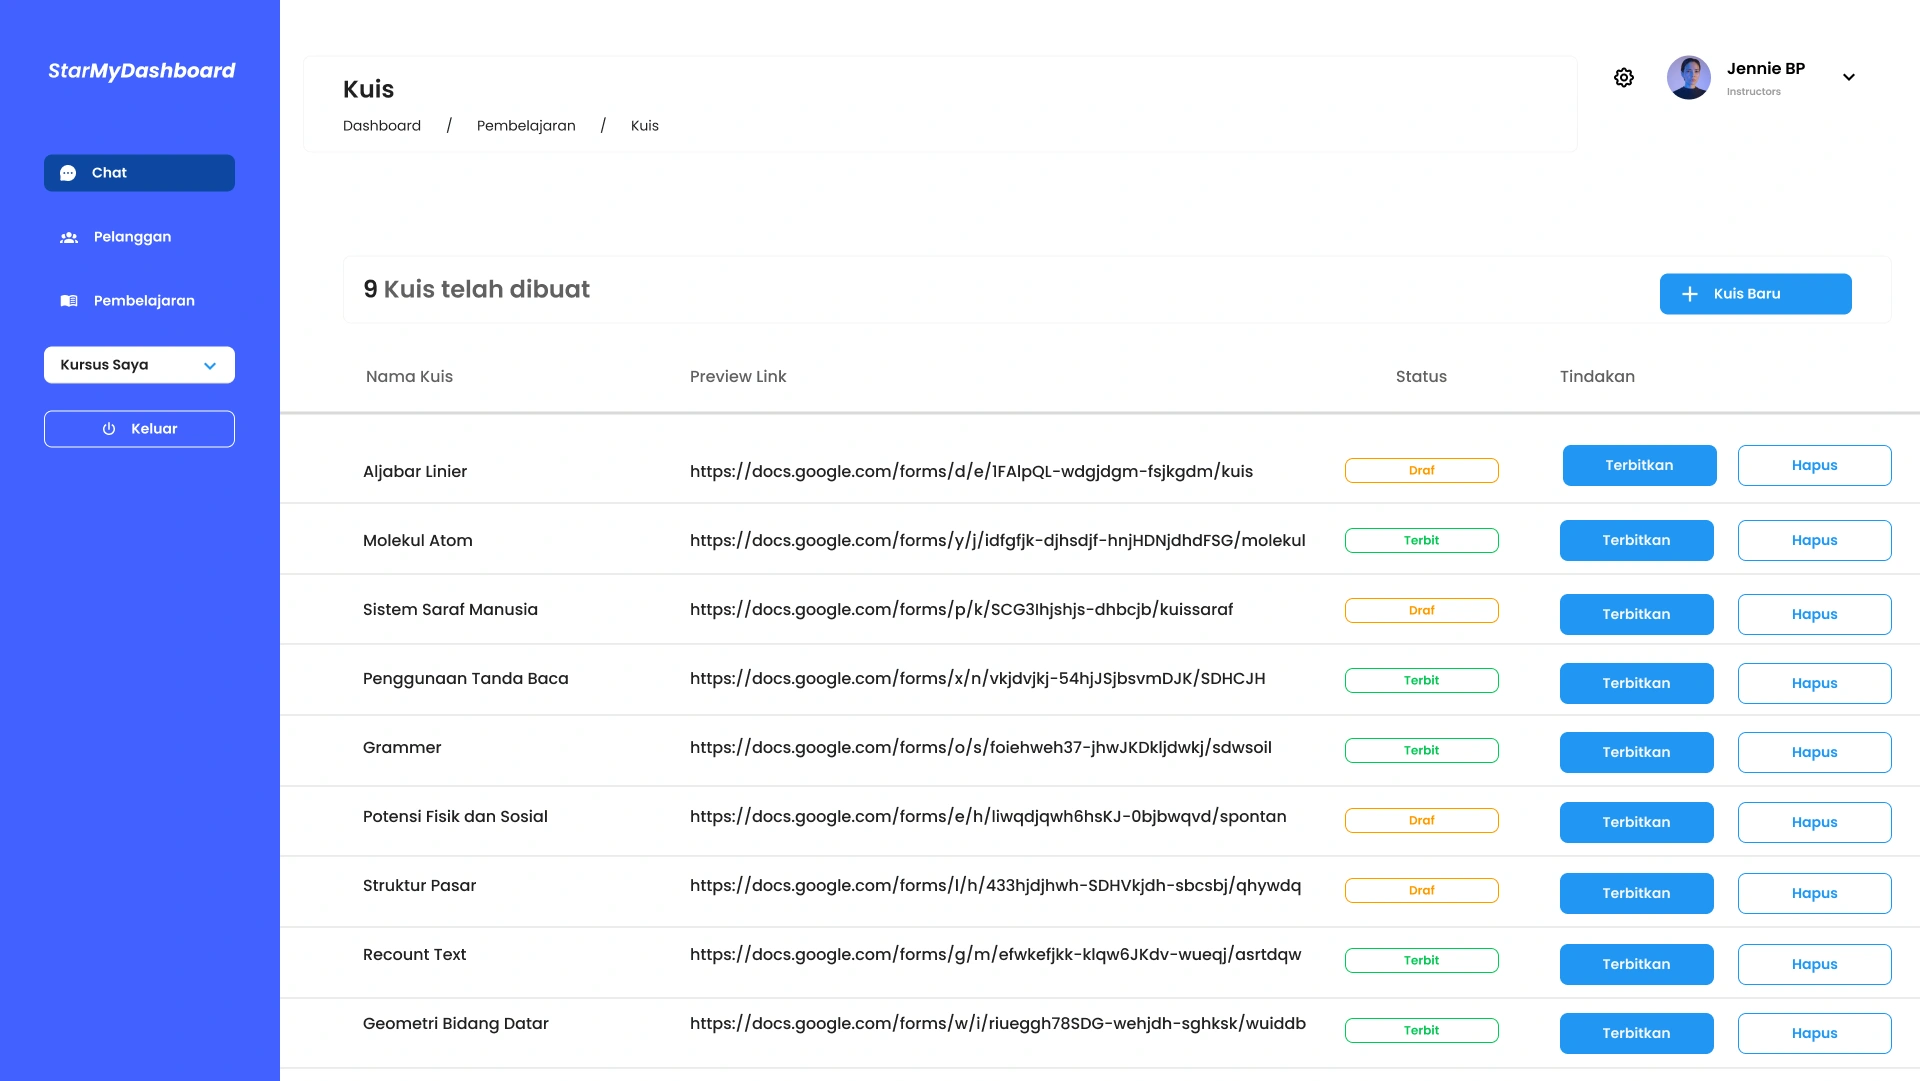 StarMyDashboard
Chat
Pelanggan
Pembelajaran
Kursus Saya
Keluar
Kuis
Dashboard / Pembelajaran / Kuis
Jennie BP
Instructors
9 Kuis telah dibuat
Kuis Baru
Nama Kuis Preview Link Status Tindakan
Aljabar Linier https://docs.google.com/forms/d/e/1FAlpQL-wdgjdgm-fsjkgdm/kuis Draf Terbitkan Hapus
Molekul Atom https://docs.google.com/forms/y/j/idfgfjk-djhsdjf-hnjHDNjdhdFSG/molekul Terbit Terbitkan Hapus
Sistem Saraf Manusia https://docs.google.com/forms/p/k/SCG3Ihjshjs-dhbcjb/kuissaraf Draf Terbitkan Hapus
Penggunaan Tanda Baca https://docs.google.com/forms/x/n/vkjdvjkj-54hjJSjbsvmDJK/SDHCJH Terbit Terbitkan Hapus
Grammer https://docs.google.com/forms/o/s/foiehweh37-jhwJKDkljdwkj/sdwsoil Terbit Terbitkan Hapus
Potensi Fisik dan Sosial https://docs.google.com/forms/e/h/liwqdjqwh6hsKJ-0bjbwqvd/spontan Draf Terbitkan Hapus
Struktur Pasar https://docs.google.com/forms/l/h/433hjdjhwh-SDHVkjdh-sbcsbj/qhywdq Draf Terbitkan Hapus
Recount Text https://docs.google.com/forms/g/m/efwkefjkk-klqw6JKdv-wueqj/asrtdqw Terbit Terbitkan Hapus
Geometri Bidang Datar https://docs.google.com/forms/w/i/riueggh78SDG-wehjdh-sghksk/wuiddb Terbit Terbitkan Hapus